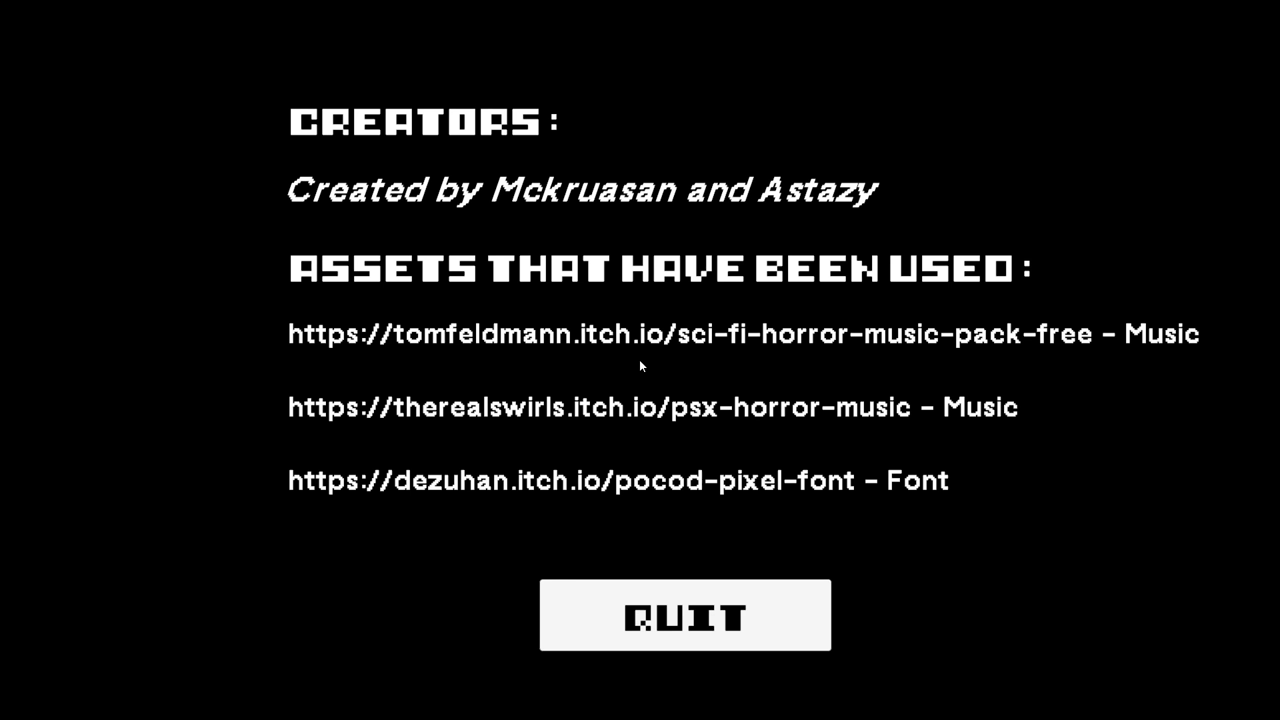 CREATORS:
Created by Mckruasan and Astazy
ASSETS THAT HAVE BEEN USED:
https://tomfeldmann.itch.io/sci-fi-horror-music-pack-free - Music
https://therealswirls.itch.io/psx-horror-music - Music
https://dezuhan.itch.io/pocod-pixel-font - Font
QUIT